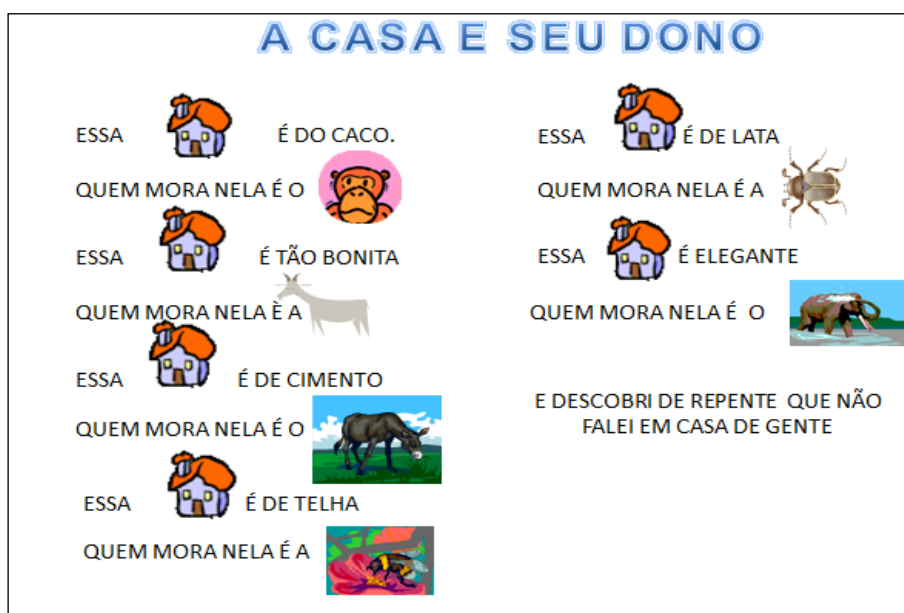 A CASA E SEU DONO
ESSA É DO CACO.
QUEM MORA NELA É O
ESSA É TÃO BONITA
QUEM MORA NELA È A
ESSA É DE CIMENTO
QUEM MORA NELA É O
ESSA É DE TELHA
QUEM MORA NELA É A
ESSA É DE LATA
QUEM MORA NELA É A
ESSA É ELEGANTE
QUEM MORA NELA É O
E DESCOBRI DE REPENTE QUE NÃO
FALEI EM CASA DE GENTE